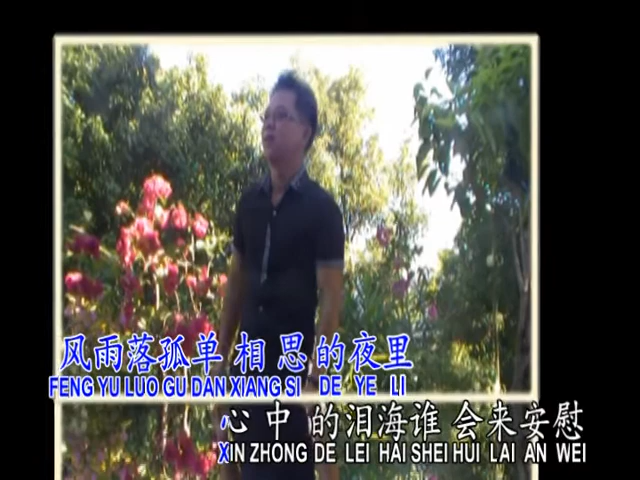 风雨落孤单 相 思 的夜里
FENG YU LUO GU DAN XIANG SI DE YE LI
心 中 的泪海谁 会来安慰
XIN ZHONG DE LEI HAI SHEI HUI LAI AN WEI